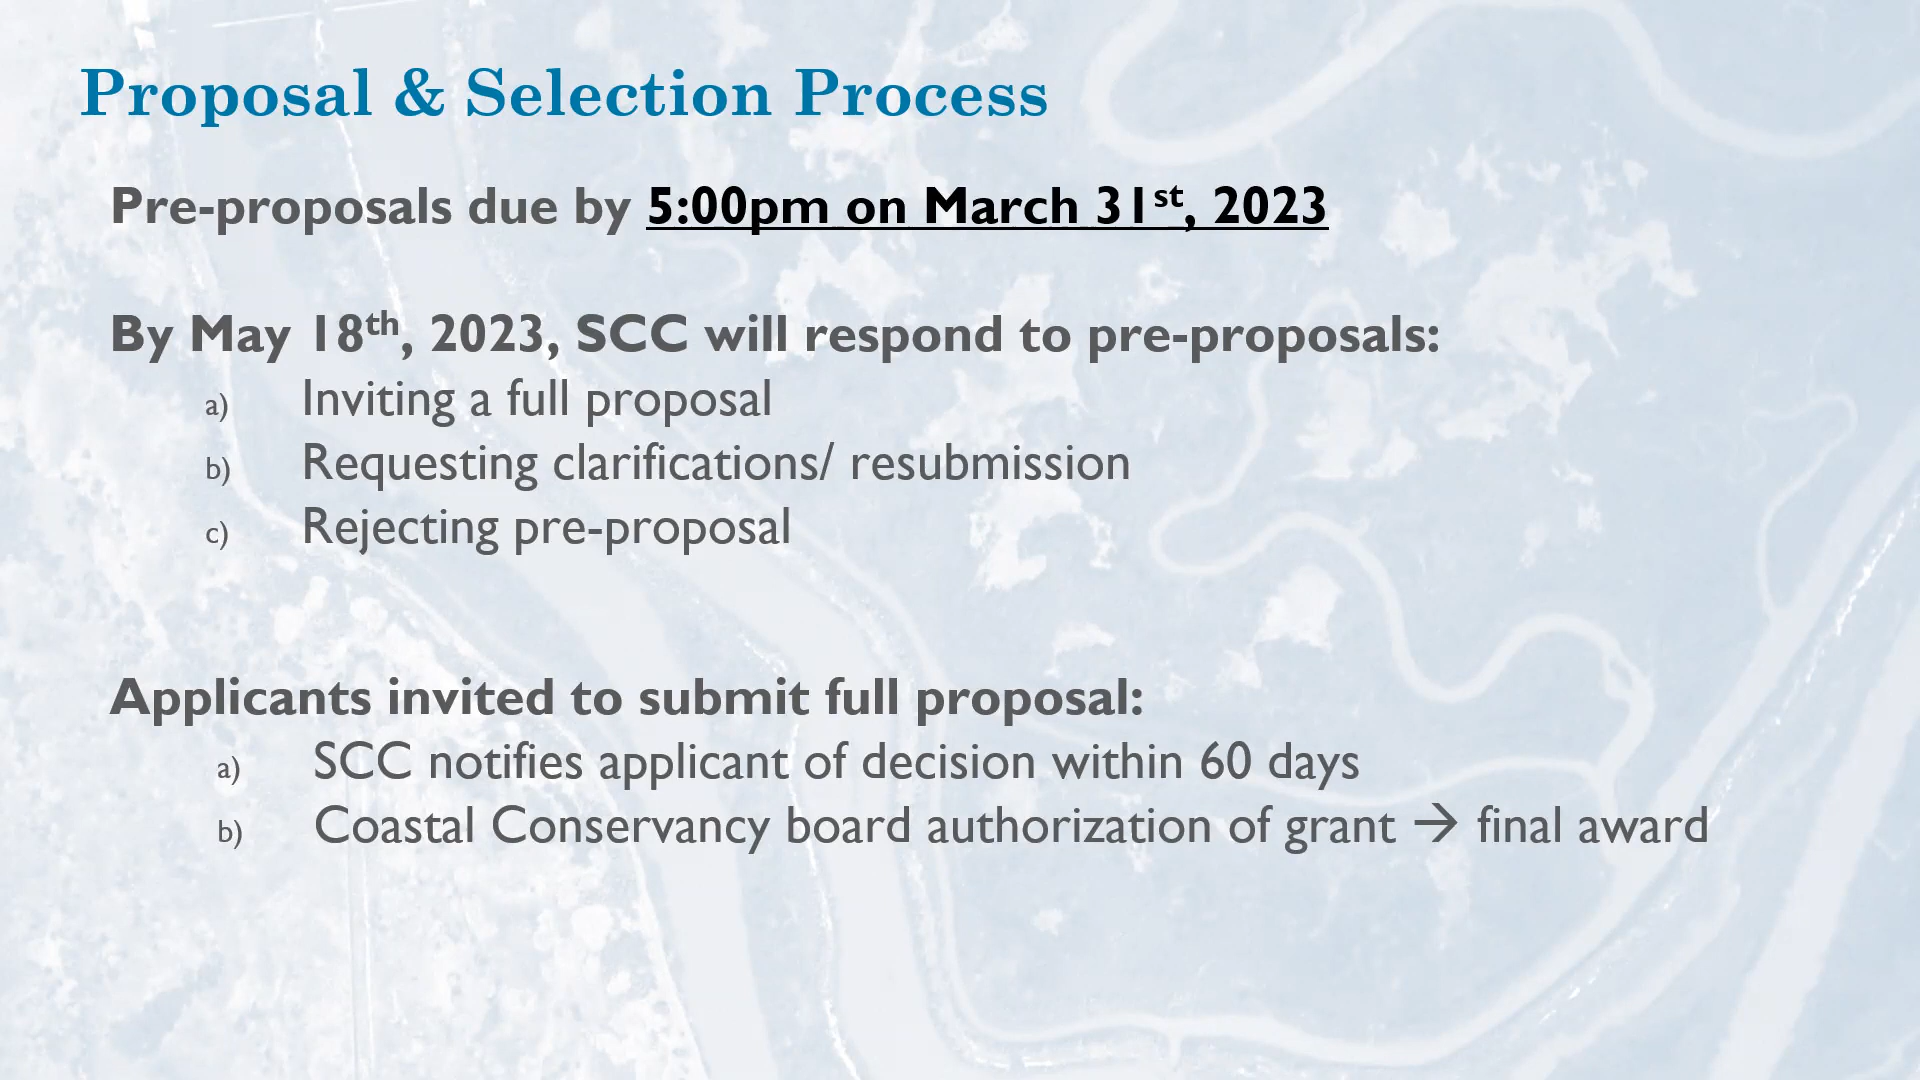 Proposal & Selection Process
Pre-proposals due by 5:00pm on March 31st, 2023
By May 18th, 2023, SCC will respond to pre-proposals:
a) Inviting a full proposal
b) Requesting clarifications/ resubmission
c) Rejecting pre-proposal
Applicants invited to submit full proposal:
a) SCC notifies applicant of decision within 60 days
b) Coastal Conservancy board authorization of grant → final award